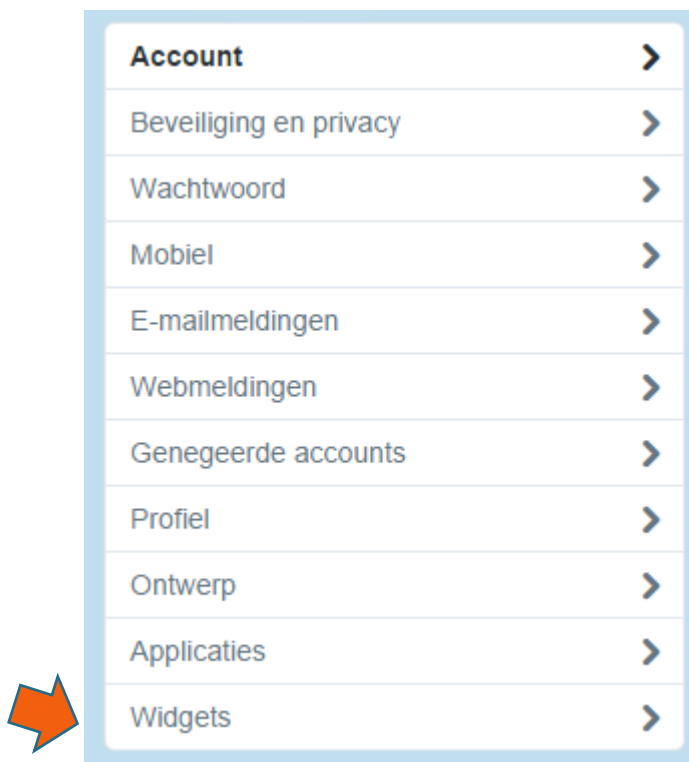 Account
Beveiliging en privacy
Wachtwoord
Mobiel
E-mailmeldingen
Webmeldingen
Genegeerde accounts
Profiel
Ontwerp
Applicaties
Widgets